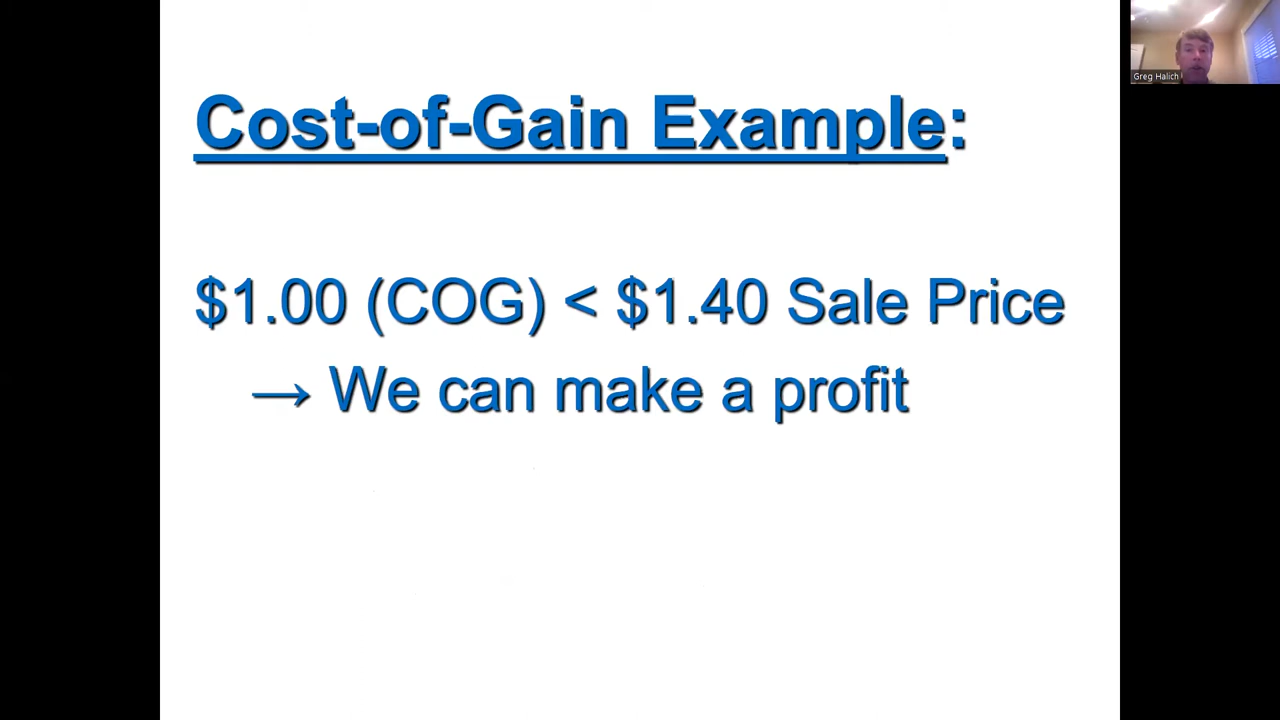 Cost-of-Gain Example:
$1.00 (COG) < $1.40 Sale Price
→ We can make a profit
Greg Halich